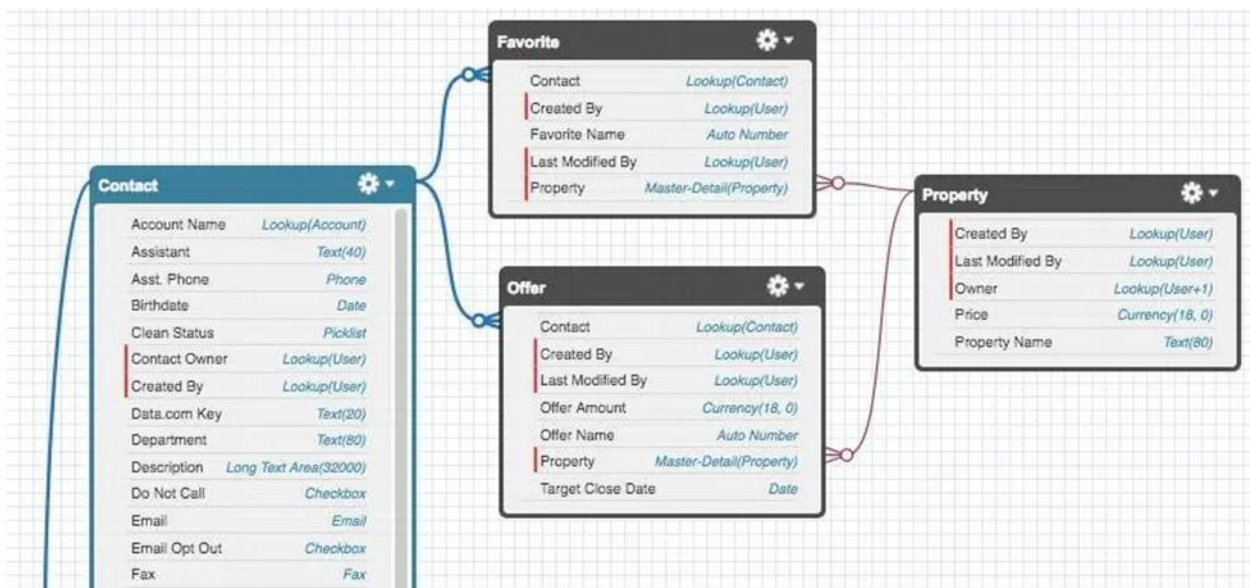 Favorite
Contact Lookup(Contact)
Created By Lookup(User)
Favorite Name Auto Number
Last Modified By Lookup(User)
Property Master-Detail(Property)
Contact
Account Name Lookup(Account)
Assistant Text(40)
Asst. Phone Phone
Birthdate Date
Clean Status Picklist
Contact Owner Lookup(User)
Created By Lookup(User)
Data.com Key Text(20)
Department Text(80)
Description Long Text Area(32000)
Do Not Call Checkbox
Email Email
Email Opt Out Checkbox
Fax Fax
Offer
Contact Lookup(Contact)
Created By Lookup(User)
Last Modified By Lookup(User)
Offer Amount Currency(18, 0)
Offer Name Auto Number
Property Master-Detail(Property)
Target Close Date Date
Property
Created By Lookup(User)
Last Modified By Lookup(User)
Owner Lookup(User+1)
Price Currency(18, 0)
Property Name Text(80)